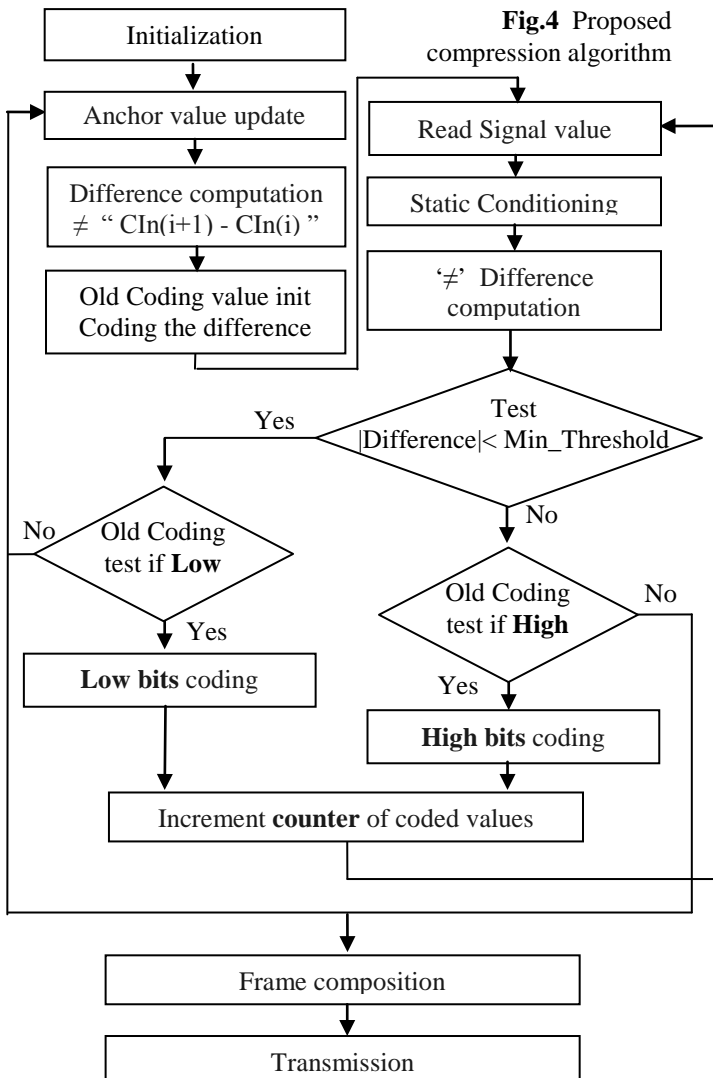 Fig.4 Proposed
compression algorithm
Initialization
Anchor value update
Difference computation
≠ “ CIn(i+1) - CIn(i) ”
Old Coding value init
Coding the difference
Read Signal value
Static Conditioning
‘≠’ Difference
computation
Test
|Difference|< Min_Threshold
Yes
No
Old Coding
test if Low
No
Yes
Low bits coding
Old Coding
test if High
No
Yes
High bits coding
Increment counter of coded values
Frame composition
Transmission